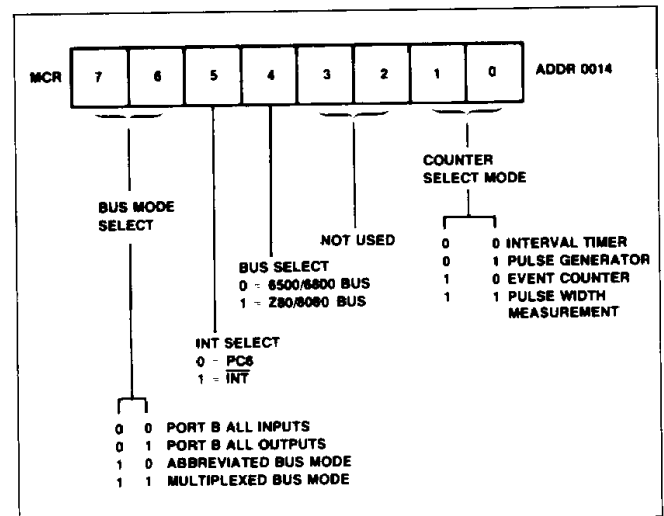 MCR 7 6 5 4 3 2 1 0 ADDR 0014
COUNTER
SELECT MODE
BUS MODE
SELECT
NOT USED
0 0 INTERVAL TIMER
0 1 PULSE GENERATOR
1 0 EVENT COUNTER
1 1 PULSE WIDTH
MEASUREMENT
BUS SELECT
0 = 6500/6800 BUS
1 = Z80/8080 BUS
INT SELECT
0 = PC6
1 = INT
0 0 PORT B ALL INPUTS
0 1 PORT B ALL OUTPUTS
1 0 ABBREVIATED BUS MODE
1 1 MULTIPLEXED BUS MODE